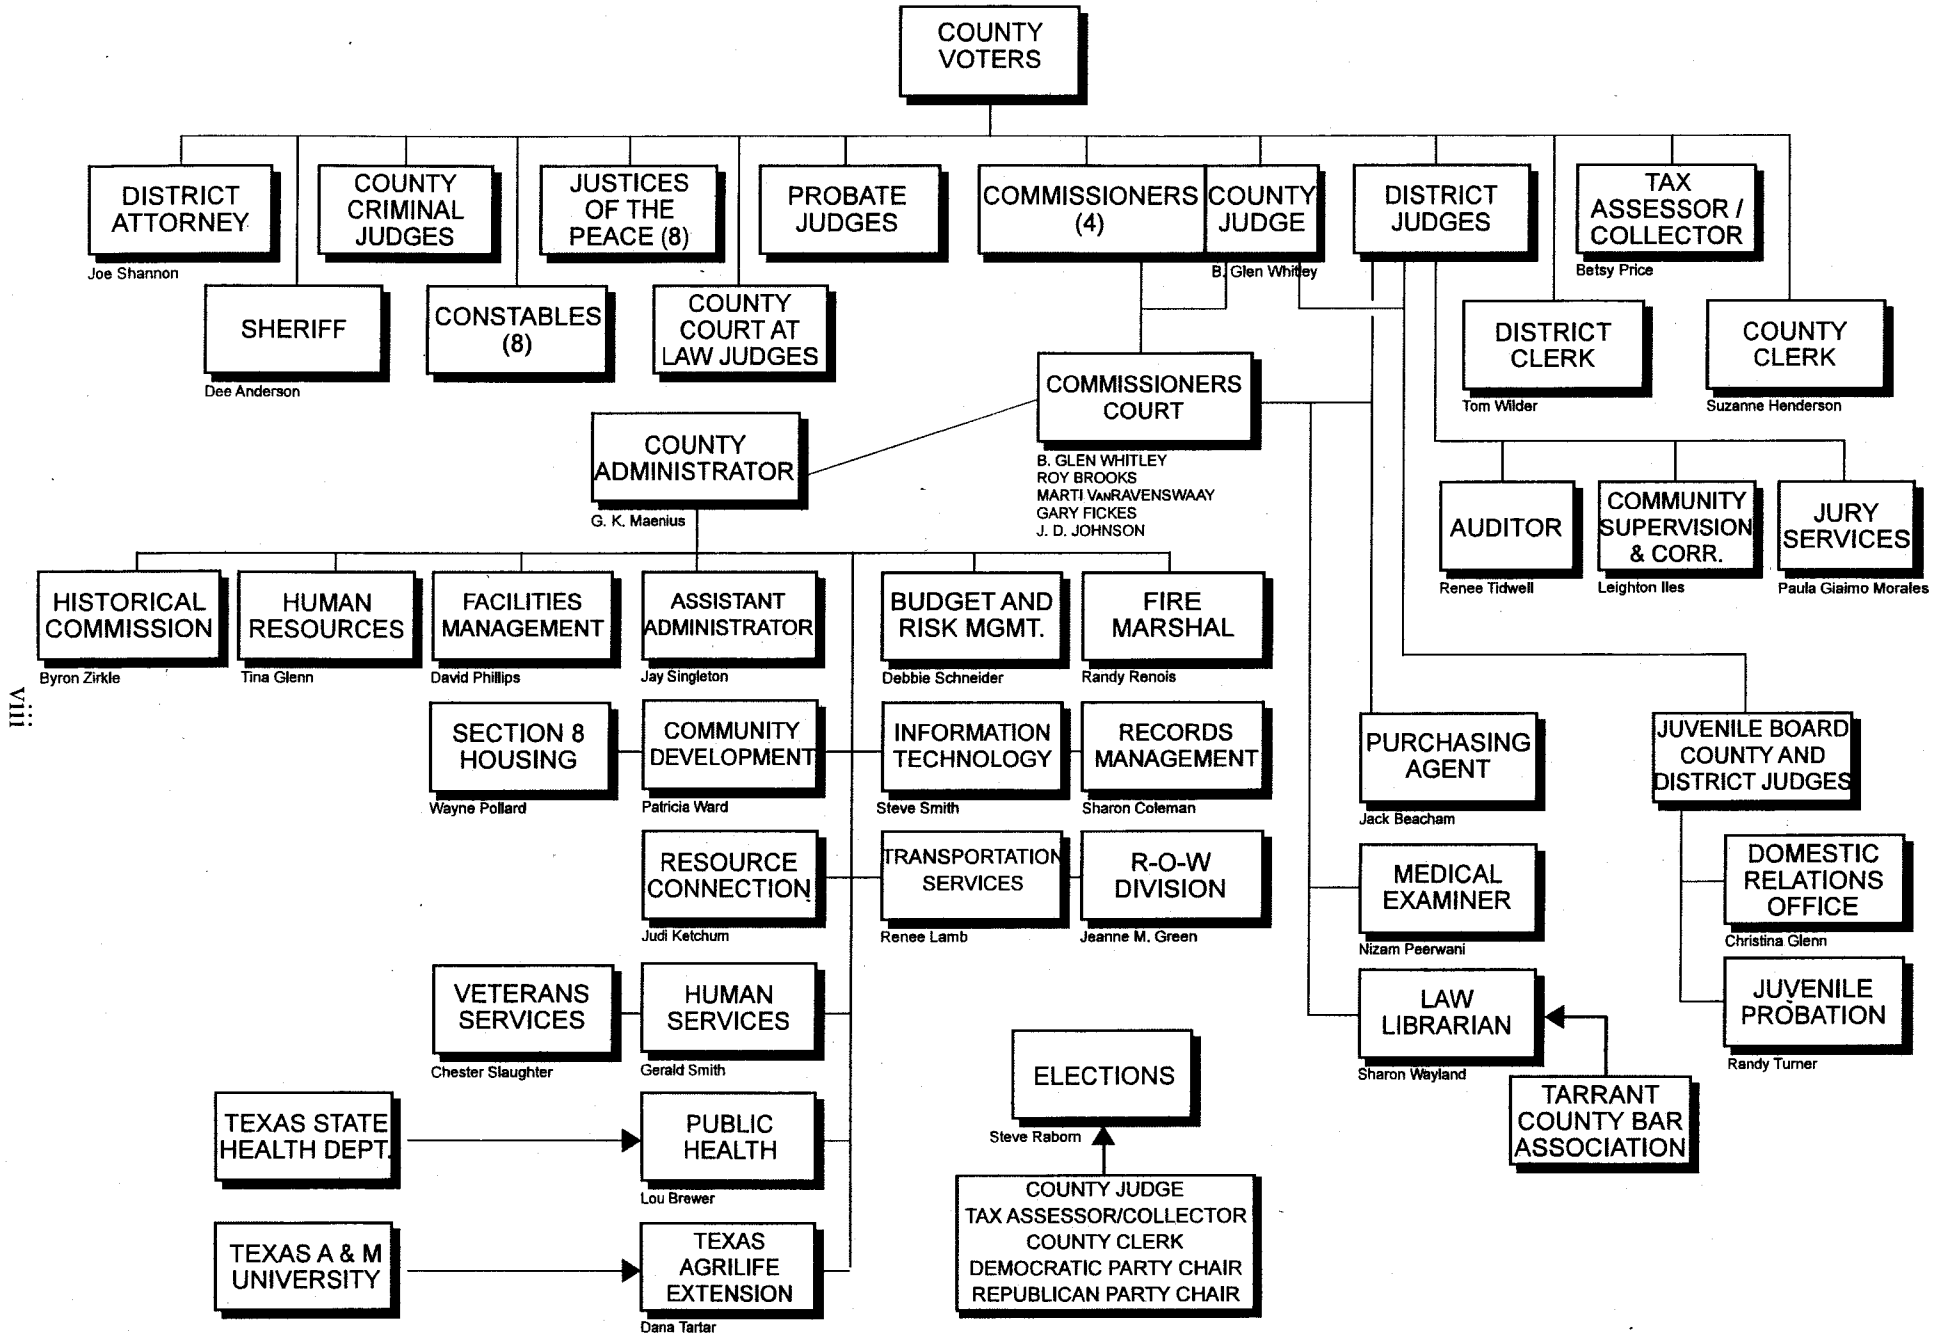 COUNTY
VOTERS
DISTRICT
ATTORNEY
Joe Shannon
COUNTY
CRIMINAL
JUDGES
JUSTICES
OF THE
PEACE (8)
PROBATE
JUDGES
COMMISSIONERS
(4)
COUNTY
JUDGE
B. Glen Whitley
DISTRICT
JUDGES
TAX
ASSESSOR /
COLLECTOR
Betsy Price
SHERIFF
Dee Anderson
CONSTABLES
(8)
COUNTY
COURT AT
LAW JUDGES
DISTRICT
CLERK
Tom Wilder
COUNTY
CLERK
Suzanne Henderson
COMMISSIONERS
COURT
B. GLEN WHITLEY
ROY BROOKS
MARTI VANRAVENSWAAY
GARY FICKES
J. D. JOHNSON
COUNTY
ADMINISTRATOR
G. K. Maenius
AUDITOR
Renee Tidwell
COMMUNITY
SUPERVISION
& CORR.
Leighton Iles
JURY
SERVICES
Paula Giaimo Morales
HISTORICAL
COMMISSION
Byron Zirkle
HUMAN
RESOURCES
Tina Glenn
FACILITIES
MANAGEMENT
David Phillips
ASSISTANT
ADMINISTRATOR
Jay Singleton
BUDGET AND
RISK MGMT.
Debbie Schneider
FIRE
MARSHAL
Randy Renois
viii
SECTION 8
HOUSING
Wayne Pollard
COMMUNITY
DEVELOPMENT
Patricia Ward
INFORMATION
TECHNOLOGY
Steve Smith
RECORDS
MANAGEMENT
Sharon Coleman
PURCHASING
AGENT
Jack Beacham
JUVENILE BOARD
COUNTY AND
DISTRICT JUDGES
RESOURCE
CONNECTION
Judi Ketchum
TRANSPORTATION
SERVICES
Renee Lamb
R-O-W
DIVISION
Jeanne M. Green
MEDICAL
EXAMINER
Nizam Peerwani
DOMESTIC
RELATIONS
OFFICE
Christina Glenn
VETERANS
SERVICES
Chester Slaughter
HUMAN
SERVICES
Gerald Smith
LAW
LIBRARIAN
Sharon Wayland
JUVENILE
PROBATION
Randy Turner
ELECTIONS
Steve Raborn
TARRANT
COUNTY BAR
ASSOCIATION
TEXAS STATE
HEALTH DEPT.
PUBLIC
HEALTH
Lou Brewer
COUNTY JUDGE
TAX ASSESSOR/COLLECTOR
COUNTY CLERK
DEMOCRATIC PARTY CHAIR
REPUBLICAN PARTY CHAIR
TEXAS A & M
UNIVERSITY
TEXAS
AGRILIFE
EXTENSION
Dana Tartar